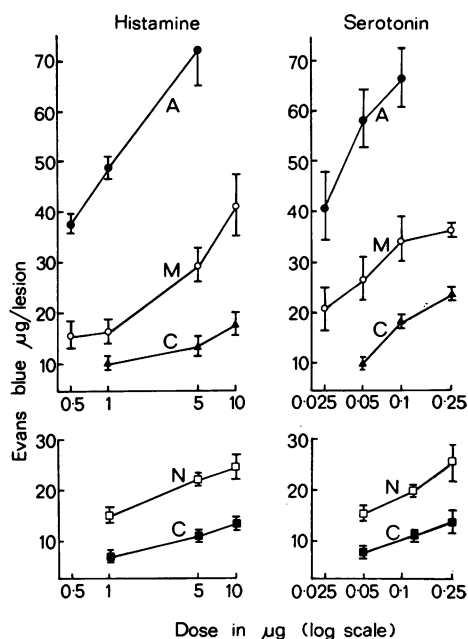 Histamine Serotonin
70
60
50
40
30
20
10
A
M
C
0·5 1 5 10
70
60
50
40
30
20
10
A
M
C
0·025 0·05 0·1 0·25
Evans blue µg/lesion
30
20
10
N
C
0·5 1 5 10
30
20
10
N
C
0·025 0·05 0·1 0·25
Dose in µg (log scale)